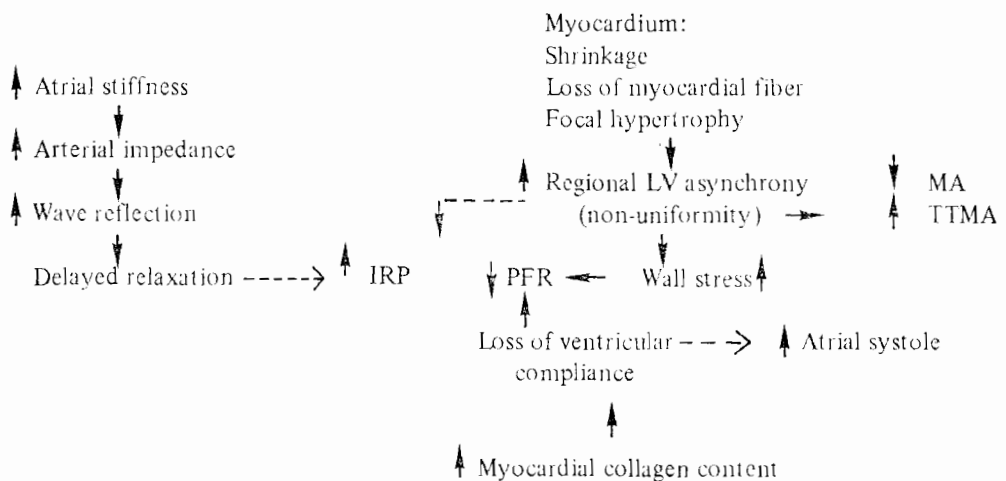 Myocardium:
Shrinkage
Loss of myocardial fiber
Focal hypertrophy
Atrial stiffness
Arterial impedance
Wave reflection
Delayed relaxation
IRP
Regional LV asynchrony
(non-uniformity)
MA
TTMA
PFR
Wall stress
Loss of ventricular
compliance
Atrial systole
Myocardial collagen content